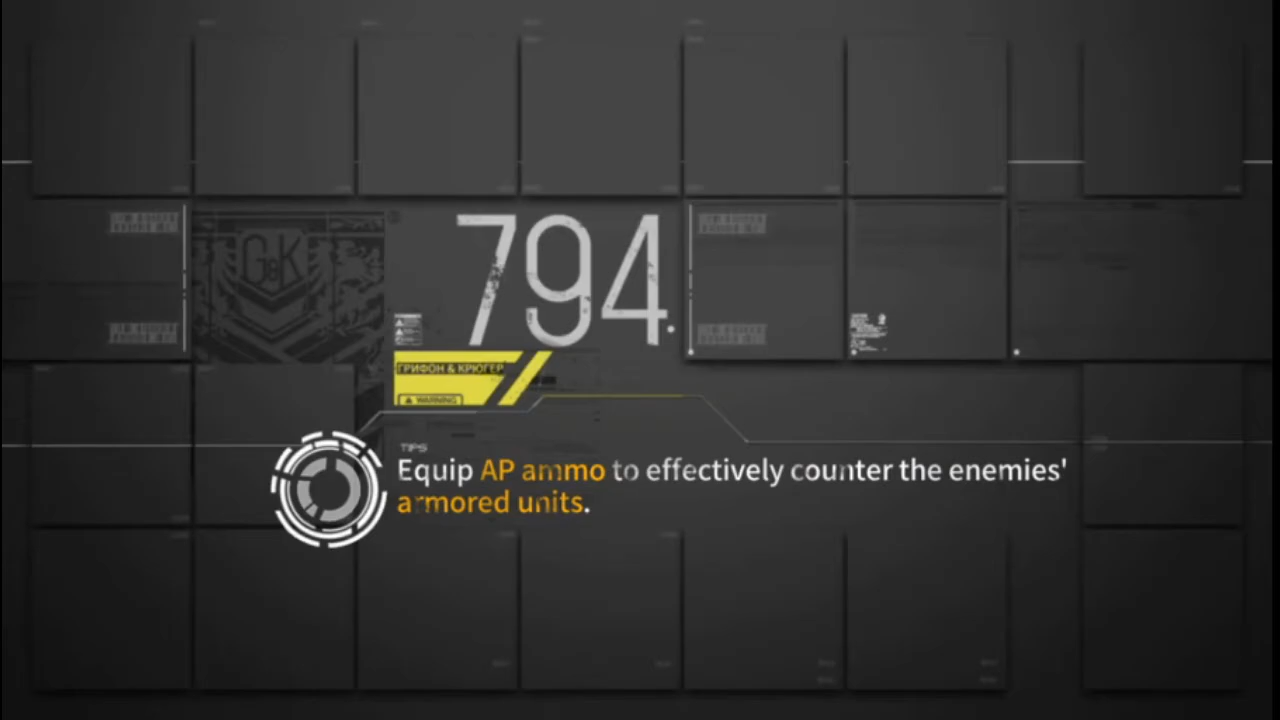 G&K
794.
ГРИФОН & КРЮГЕР
WARNING
TIPS
Equip AP ammo to effectively counter the enemies'
armored units.